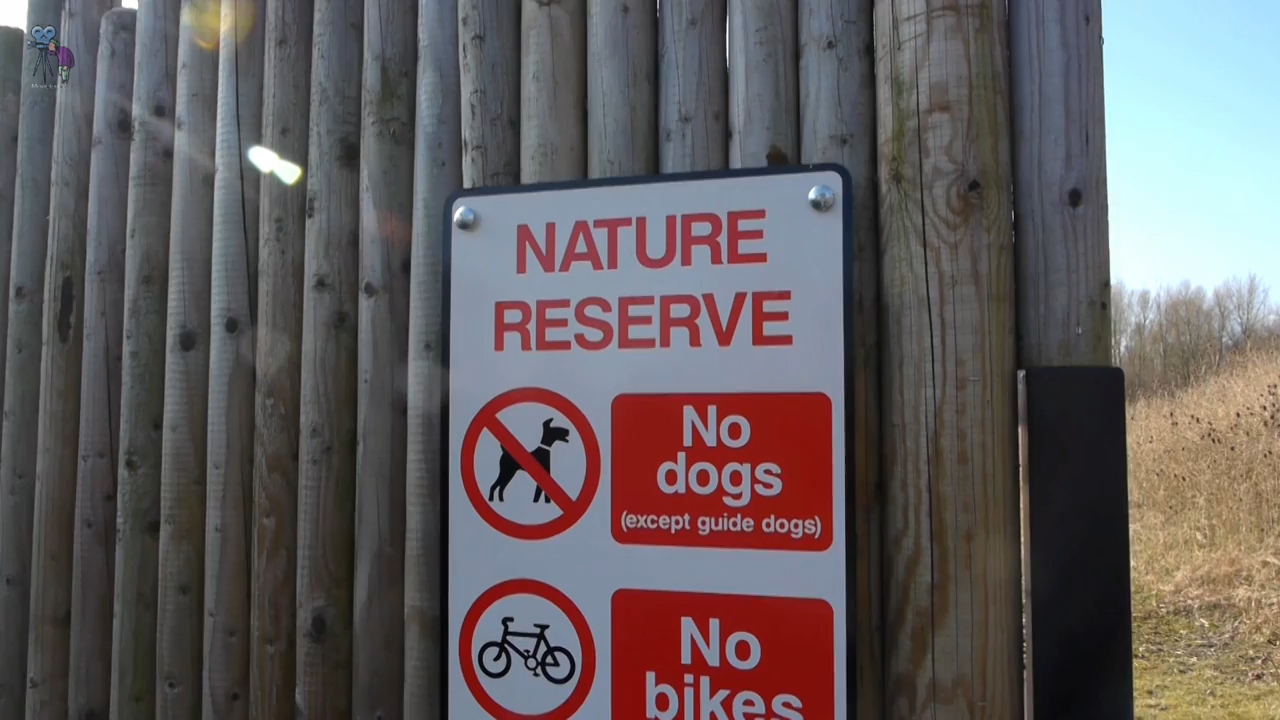 NATURE
RESERVE
No
dogs
(except guide dogs)
No
bikes